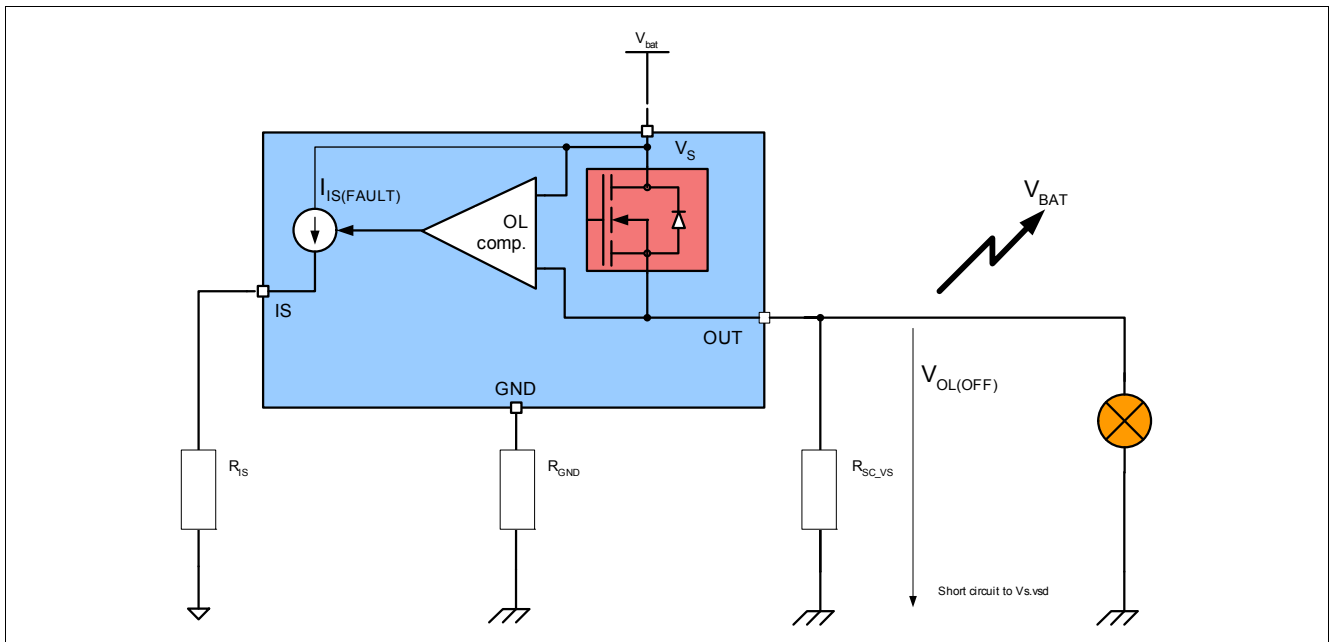 Vbat
VS
IIS(FAULT)
OL
comp.
VBAT
IS
OUT
VOL(OFF)
GND
RIS
RGND
RSC_VS
Short circuit to Vs.vsd